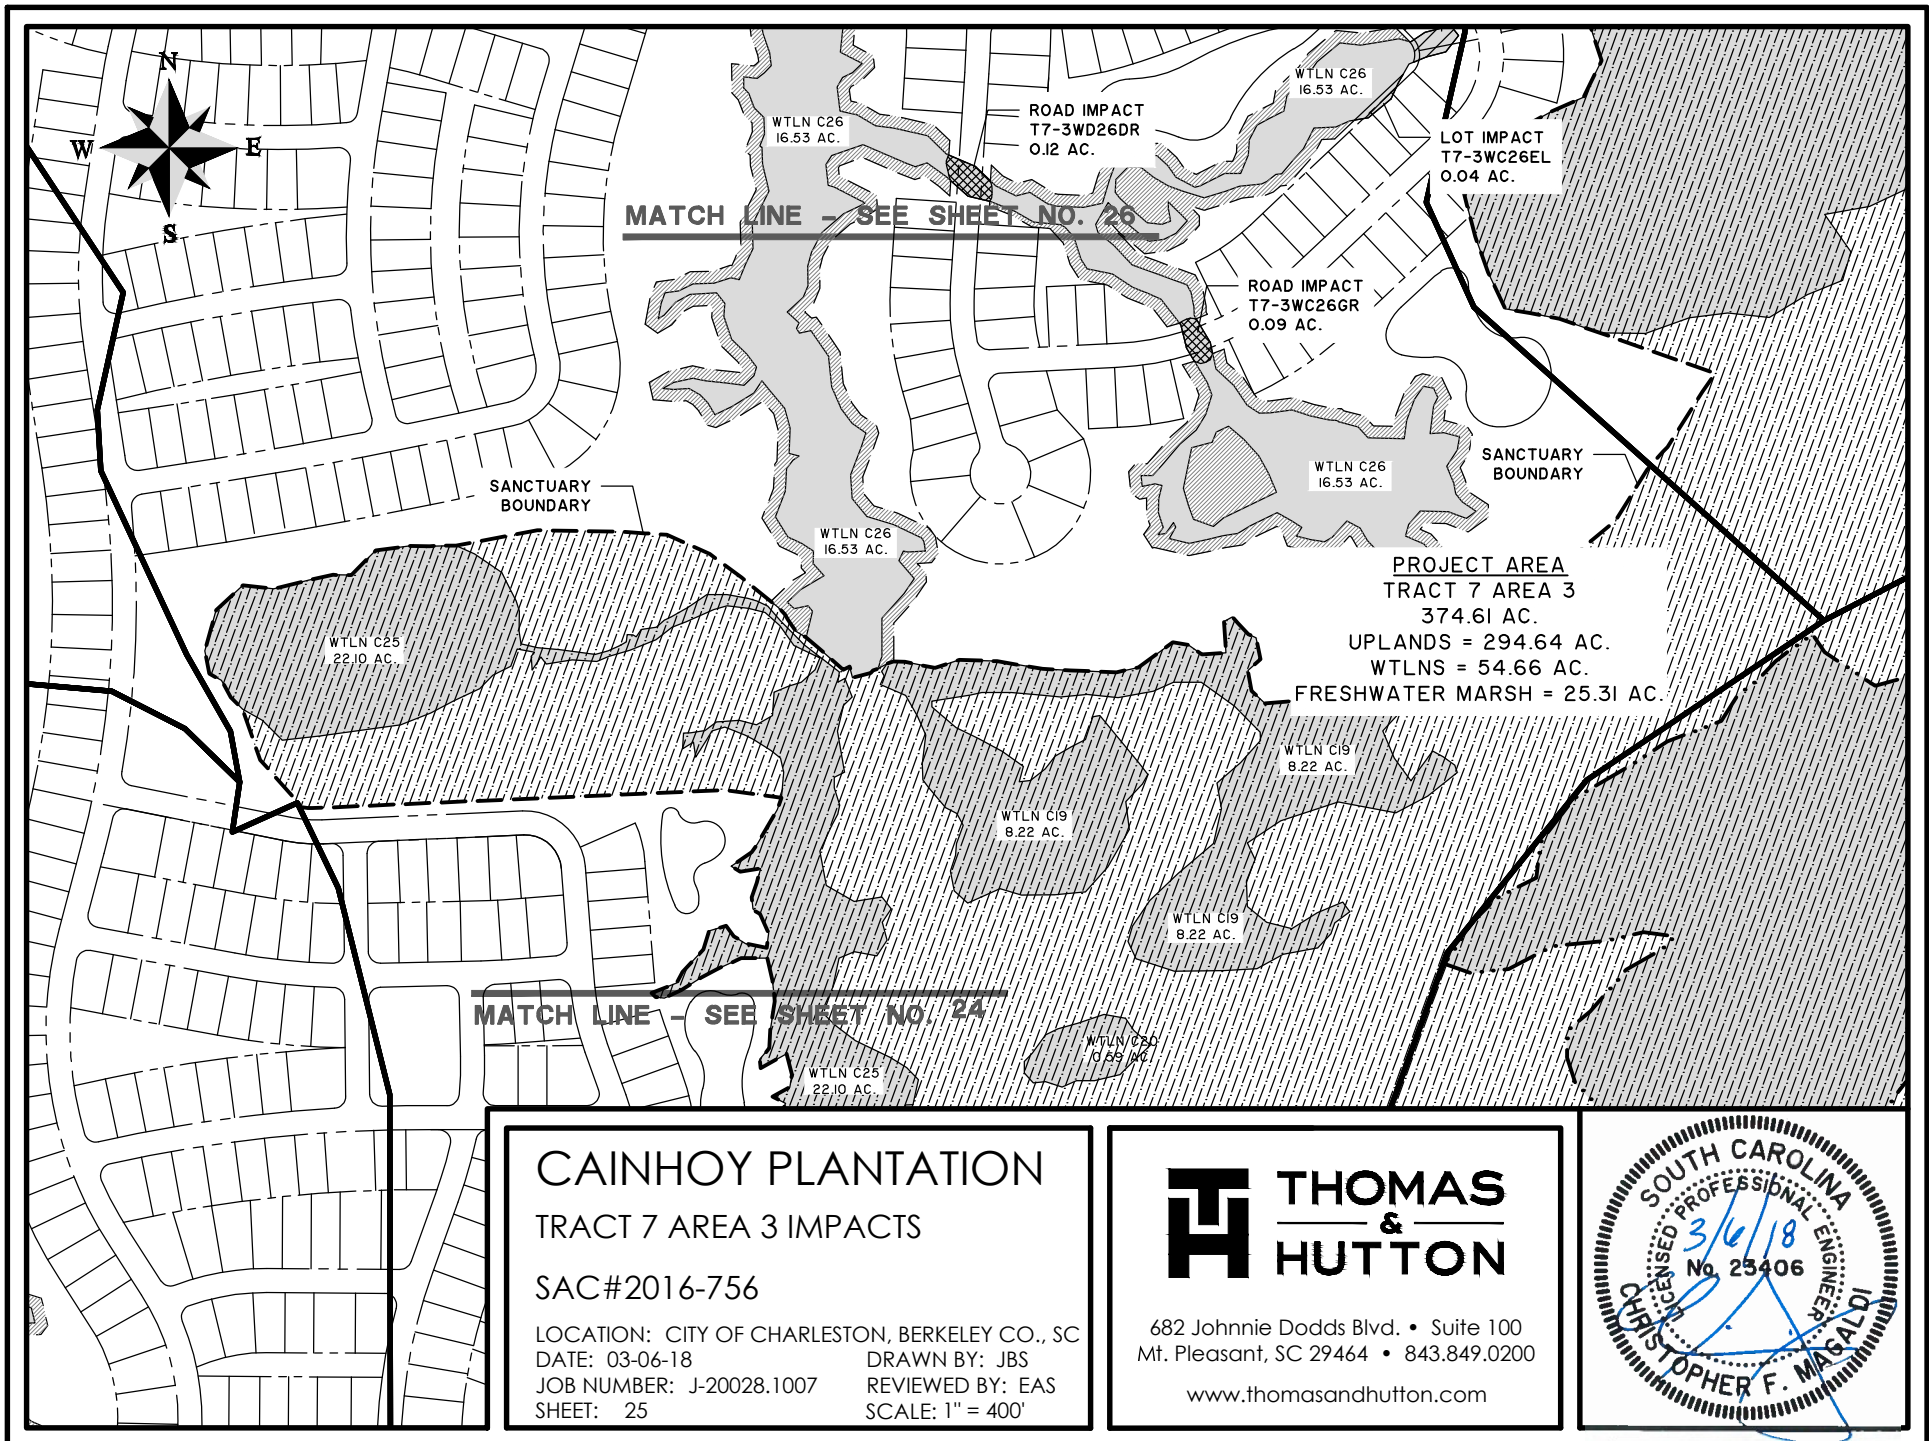 N
W
E
S
WTLN C26
16.53 AC.
ROAD IMPACT
T7-3WD26DR
0.12 AC.
WTLN C26
16.53 AC.
LOT IMPACT
T7-3WC26EL
0.04 AC.
MATCH LINE - SEE SHEET NO. 26
ROAD IMPACT
T7-3WC26GR
0.09 AC.
SANCTUARY
BOUNDARY
WTLN C26
16.53 AC.
SANCTUARY
BOUNDARY
WTLN C26
16.53 AC.
PROJECT AREA
TRACT 7 AREA 3
374.61 AC.
UPLANDS = 294.64 AC.
WTLNS = 54.66 AC.
FRESHWATER MARSH = 25.31 AC.
WTLN C25
22.10 AC.
WTLN C19
8.22 AC.
WTLN C19
8.22 AC.
WTLN C19
8.22 AC.
MATCH LINE - SEE SHEET NO. 24
WTLN C20
0.59 AC.
WTLN C25
22.10 AC.
CAINHOY PLANTATION
TRACT 7 AREA 3 IMPACTS
SAC#2016-756
LOCATION: CITY OF CHARLESTON, BERKELEY CO., SC
DATE: 03-06-18 DRAWN BY: JBS
JOB NUMBER: J-20028.1007 REVIEWED BY: EAS
SHEET: 25 SCALE: 1" = 400'
TH
THOMAS
&
HUTTON
682 Johnnie Dodds Blvd. • Suite 100
Mt. Pleasant, SC 29464 • 843.849.0200
www.thomasandhutton.com
SOUTH CAROLINA
LICENSED PROFESSIONAL ENGINEER
3/6/18
No. 23406
CHRISTOPHER F. MAGALDI